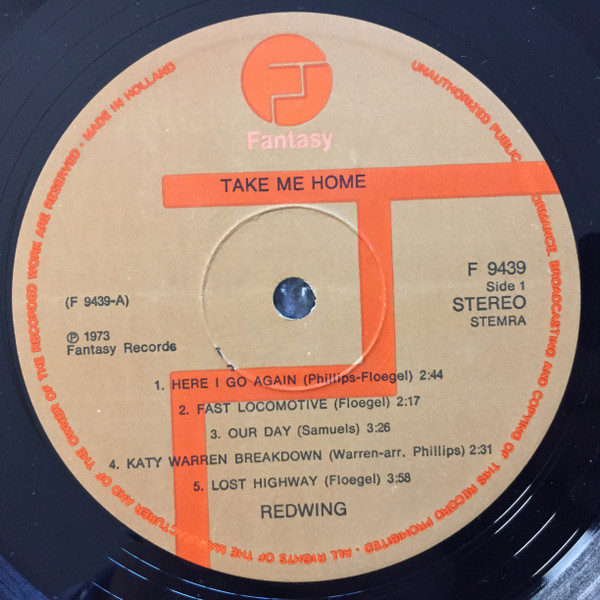 Fantasy
TAKE ME HOME
F 9439
Side 1
STEREO
STEMRA
(F 9439-A)
℗ 1973
Fantasy Records
1. HERE I GO AGAIN (Phillips-Floegel) 2:44
2. FAST LOCOMOTIVE (Floegel) 2:17
3. OUR DAY (Samuels) 3:26
4. KATY WARREN BREAKDOWN (Warren-arr. Phillips) 2:31
5. LOST HIGHWAY (Floegel) 3:58
REDWING
UNAUTHORIZED PUBLIC PERFORMANCE, BROADCASTING AND COPYING OF THIS RECORD PROHIBITED • ALL RIGHTS OF THE MANUFACTURER AND OF THE OWNER OF THE RECORDED WORK ARE RESERVED • MADE IN HOLLAND